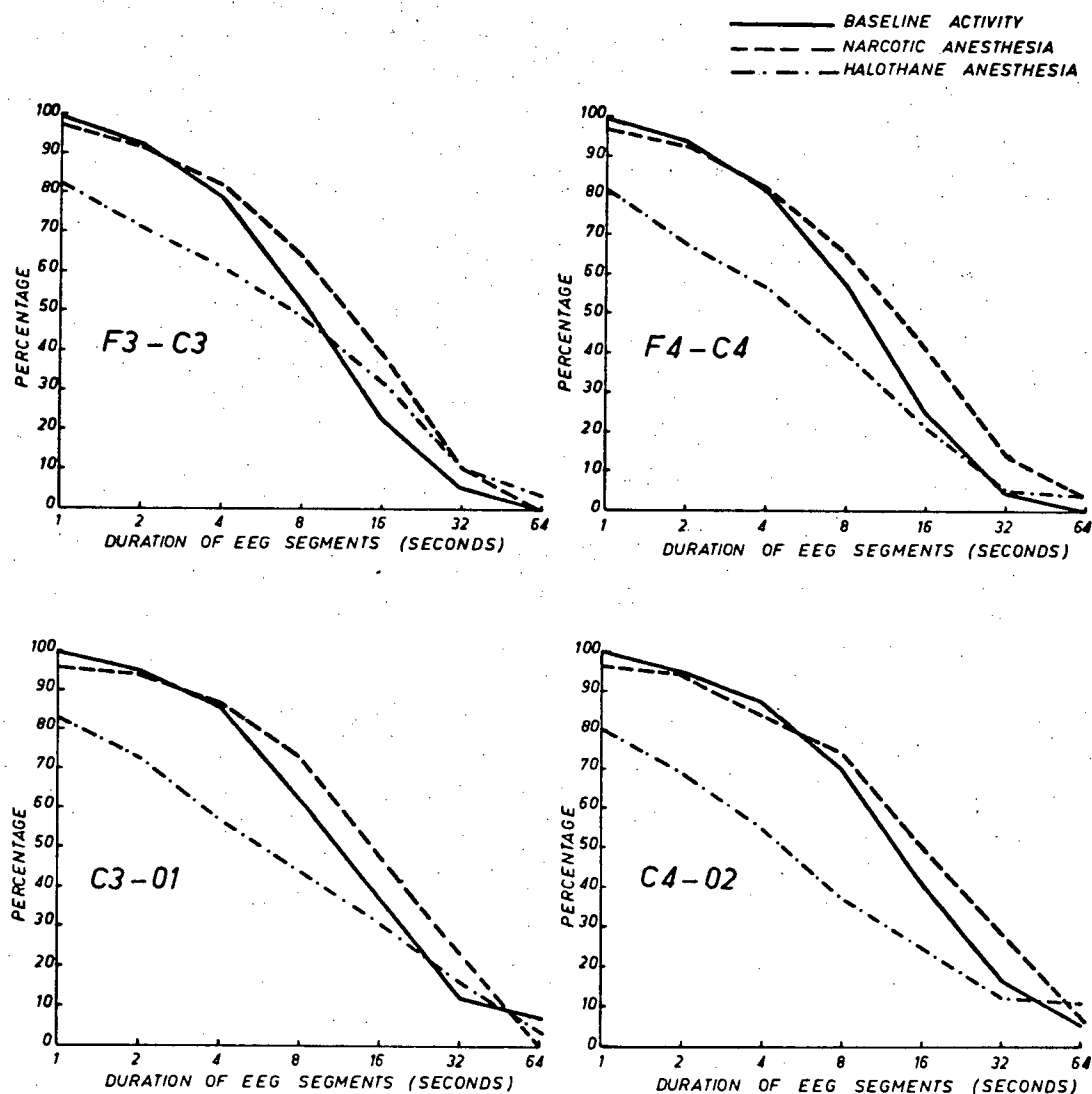 BASELINE ACTIVITY
NARCOTIC ANESTHESIA
HALOTHANE ANESTHESIA
100
90
80
70
60
50
40
30
20
10
0
PERCENTAGE
F3-C3
1 2 4 8 16 32 64
DURATION OF EEG SEGMENTS (SECONDS)
100
90
80
70
60
50
40
30
20
10
0
PERCENTAGE
F4-C4
1 2 4 8 16 32 64
DURATION OF EEG SEGMENTS (SECONDS)
100
90
80
70
60
50
40
30
20
10
0
PERCENTAGE
C3-01
1 2 4 8 16 32 64
DURATION OF EEG SEGMENTS (SECONDS)
100
90
80
70
60
50
40
30
20
10
0
PERCENTAGE
C4-02
1 2 4 8 16 32 64
DURATION OF EEG SEGMENTS (SECONDS)